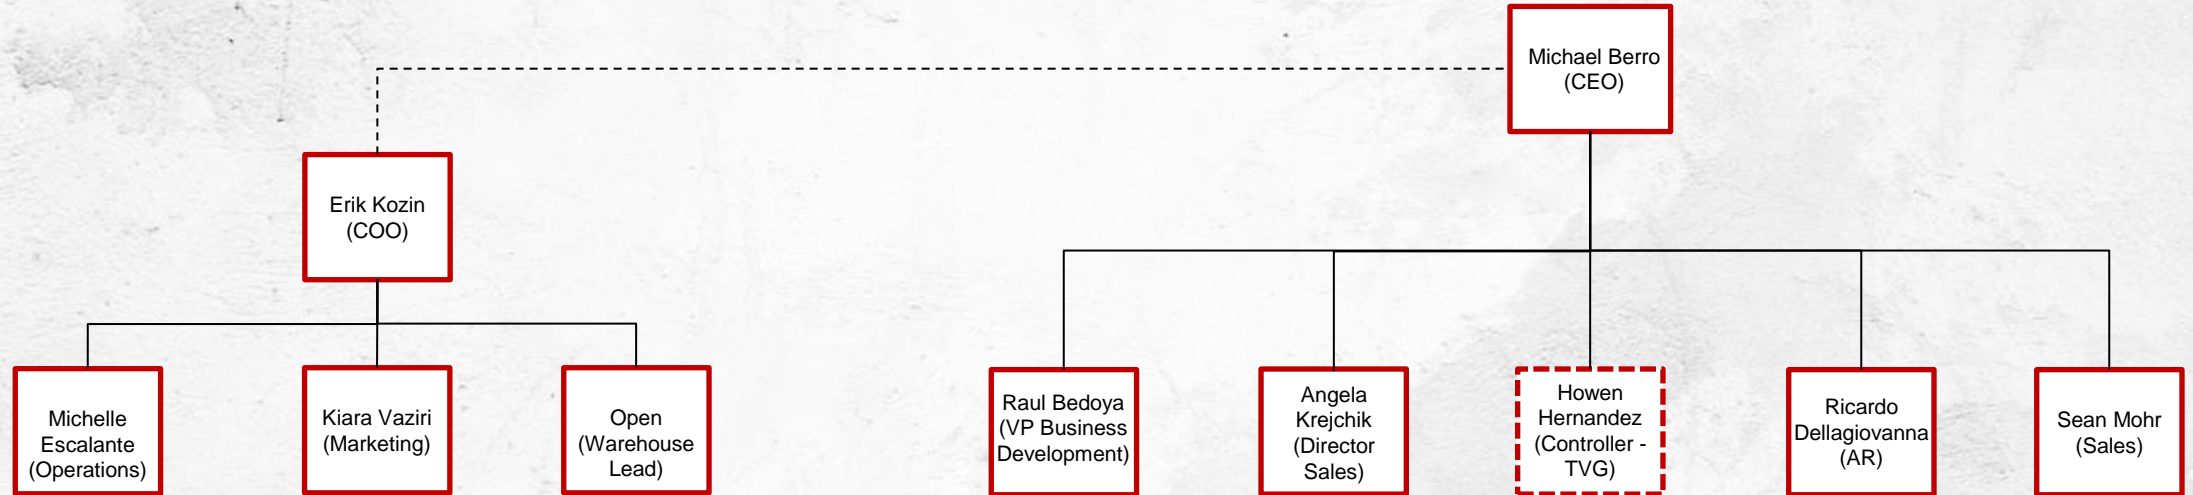 Michael Berro
(CEO)
Erik Kozin
(COO)
Michelle
Escalante
(Operations)
Kiara Vaziri
(Marketing)
Open
(Warehouse
Lead)
Raul Bedoya
(VP Business
Development)
Angela
Krejchik
(Director
Sales)
Howen
Hernandez
(Controller -
TVG)
Ricardo
Dellagiovanna
(AR)
Sean Mohr
(Sales)